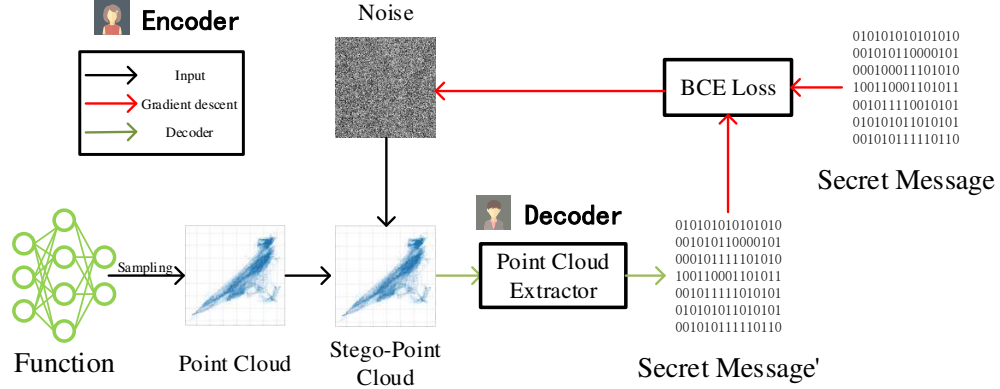 Encoder
Input
Gradient descent
Decoder
Noise
BCE Loss
010101010101010
001010110000101
000100011101010
100110001101011
001011110010101
010101011010101
001010111110110
Secret Message
Function
Sampling
Point Cloud
Stego-Point
Cloud
Decoder
Point Cloud
Extractor
010101010101010
001010110000101
000101111101010
100110001101011
001011111010101
010101011010101
001010111110110
Secret Message'